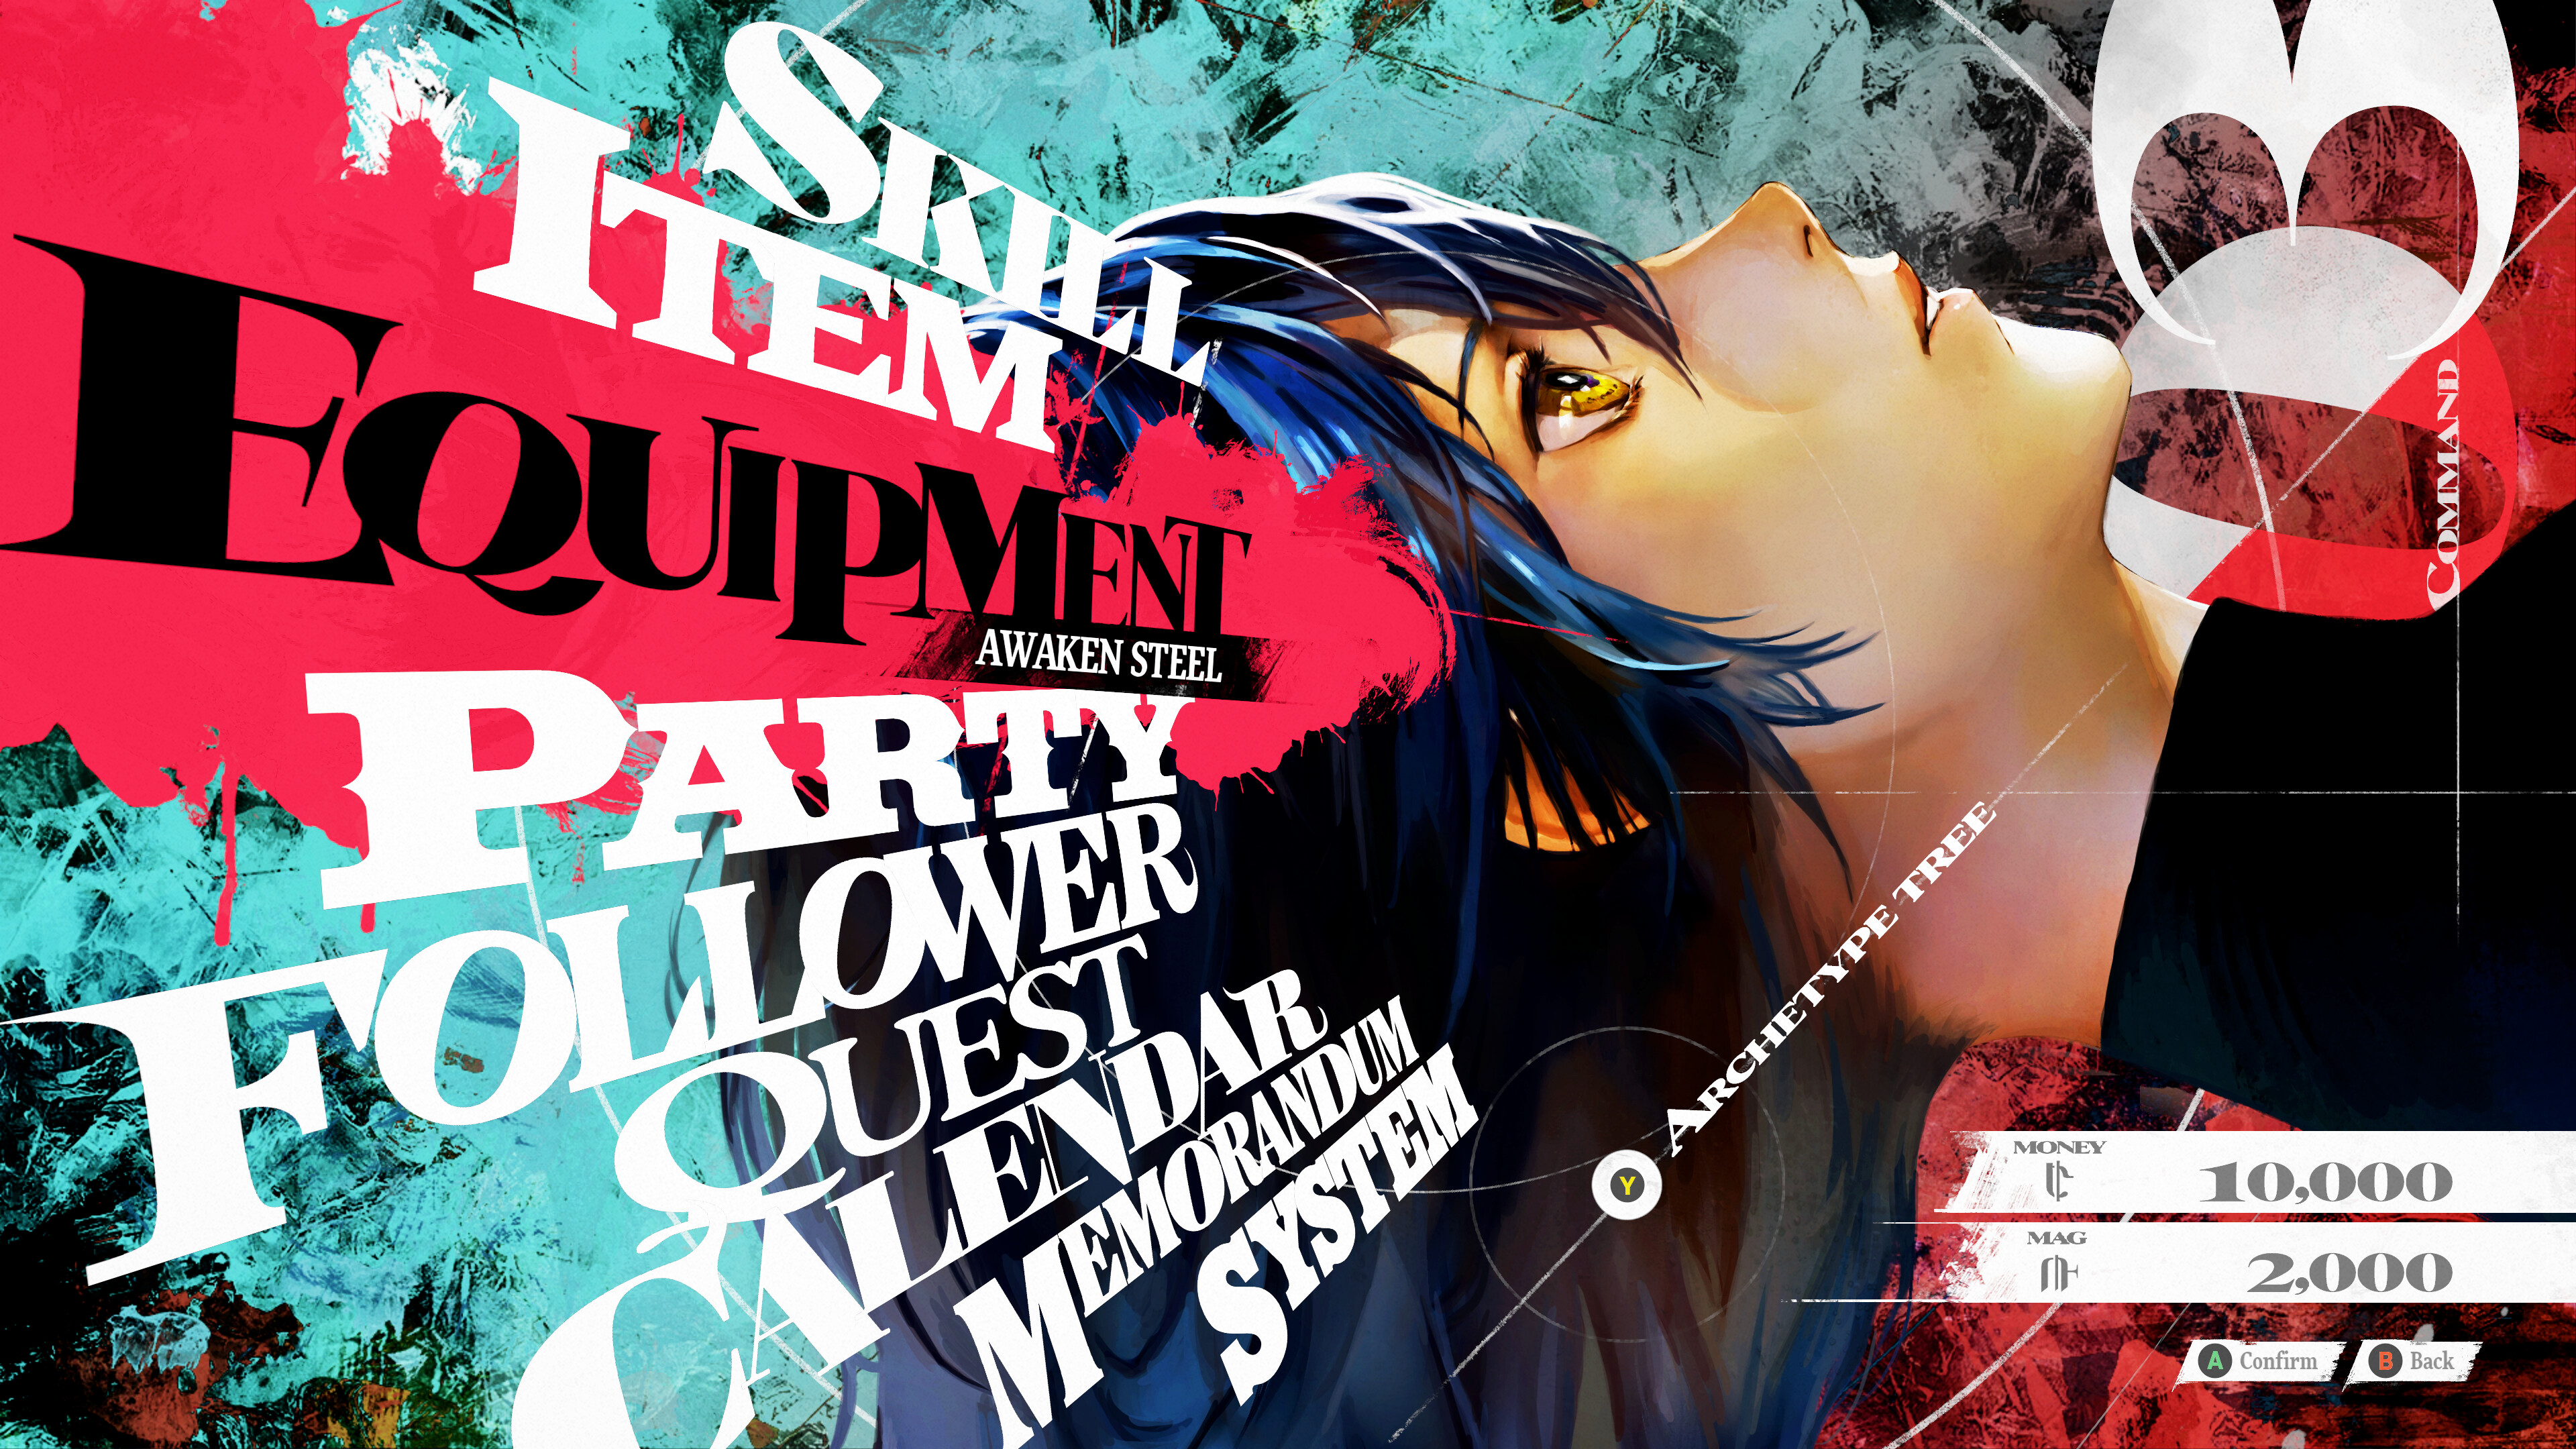 SKILL
ITEM
EQUIPMENT
AWAKEN STEEL
PARTY
FOLLOWER
QUEST
CALENDAR
MEMORANDUM
SYSTEM
COMMAND
ARCHETYPE TREE
Y
MONEY
10,000
MAG
2,000
A Confirm
B Back